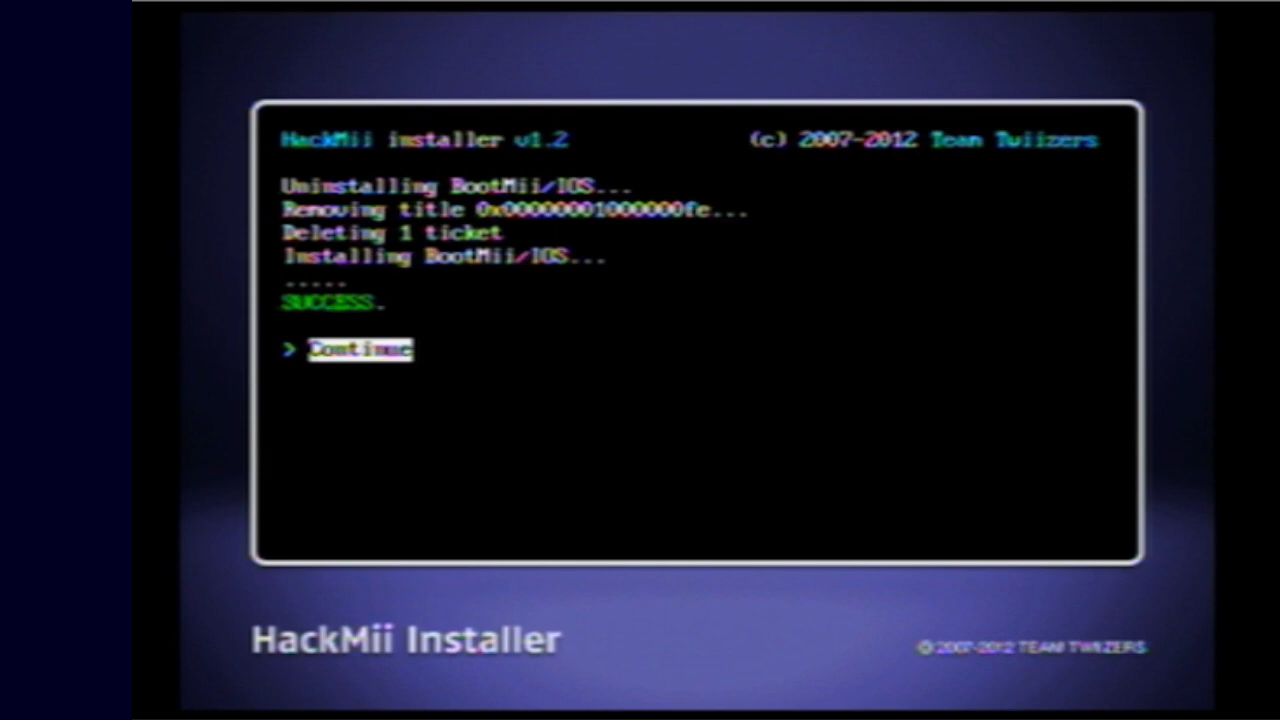 HackMii installer v1.2 (c) 2007-2012 Team Twiizers
Uninstalling BootMii/IOS...
Removing title 0x00000001000000fe...
Deleting 1 ticket
Installing BootMii/IOS...
.....
SUCCESS.
> Continue
HackMii Installer
©2007-2012 TEAM TWIIZERS